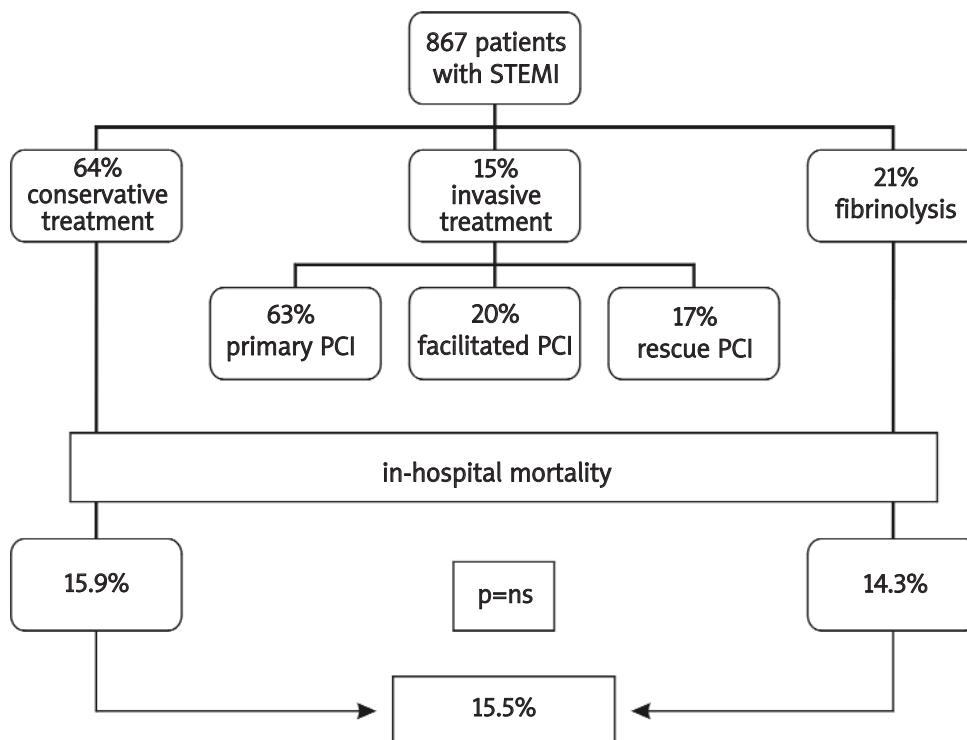 867 patients
with STEMI
64%
conservative
treatment
15%
invasive
treatment
21%
fibrinolysis
63%
primary PCI
20%
facilitated PCI
17%
rescue PCI
in-hospital mortality
15.9%
p=ns
14.3%
15.5%